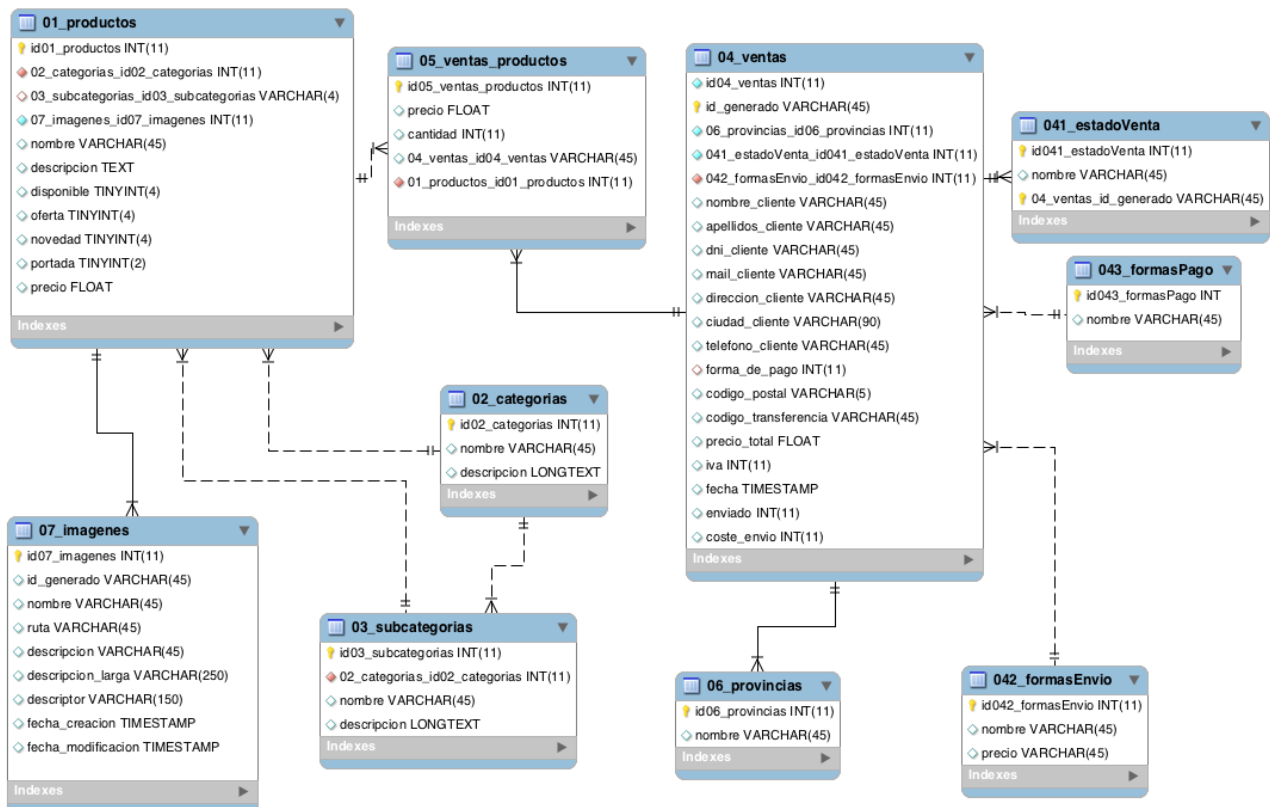 01_productos
id01_productos INT(11)
02_categorias_id02_categorias INT(11)
03_subcategorias_id03_subcategorias VARCHAR(4)
07_imagenes_id07_imagenes INT(11)
nombre VARCHAR(45)
descripcion TEXT
disponible TINYINT(4)
oferta TINYINT(4)
novedad TINYINT(4)
portada TINYINT(2)
precio FLOAT
Indexes
05_ventas_productos
id05_ventas_productos INT(11)
precio FLOAT
cantidad INT(11)
04_ventas_id04_ventas VARCHAR(45)
01_productos_id01_productos INT(11)
Indexes
04_ventas
id04_ventas INT(11)
id_generado VARCHAR(45)
06_provincias_id06_provincias INT(11)
041_estadoVenta_id041_estadoVenta INT(11)
042_formasEnvio_id042_formasEnvio INT(11)
nombre_cliente VARCHAR(45)
apellidos_cliente VARCHAR(45)
dni_cliente VARCHAR(45)
mail_cliente VARCHAR(45)
direccion_cliente VARCHAR(45)
ciudad_cliente VARCHAR(90)
telefono_cliente VARCHAR(45)
forma_de_pago INT(11)
codigo_postal VARCHAR(5)
codigo_transferencia VARCHAR(45)
precio_total FLOAT
iva INT(11)
fecha TIMESTAMP
enviado INT(11)
coste_envio INT(11)
Indexes
041_estadoVenta
id041_estadoVenta INT(11)
nombre VARCHAR(45)
04_ventas_id_generado VARCHAR(45)
Indexes
043_formasPago
id043_formasPago INT
nombre VARCHAR(45)
Indexes
02_categorias
id02_categorias INT(11)
nombre VARCHAR(45)
descripcion LONGTEXT
Indexes
07_imagenes
id07_imagenes INT(11)
id_generado VARCHAR(45)
nombre VARCHAR(45)
ruta VARCHAR(45)
descripcion VARCHAR(45)
descripcion_larga VARCHAR(250)
descriptor VARCHAR(150)
fecha_creacion TIMESTAMP
fecha_modificacion TIMESTAMP
Indexes
03_subcategorias
id03_subcategorias INT(11)
02_categorias_id02_categorias INT(11)
nombre VARCHAR(45)
descripcion LONGTEXT
Indexes
06_provincias
id06_provincias INT(11)
nombre VARCHAR(45)
Indexes
042_formasEnvio
id042_formasEnvio INT(11)
nombre VARCHAR(45)
precio VARCHAR(45)
Indexes